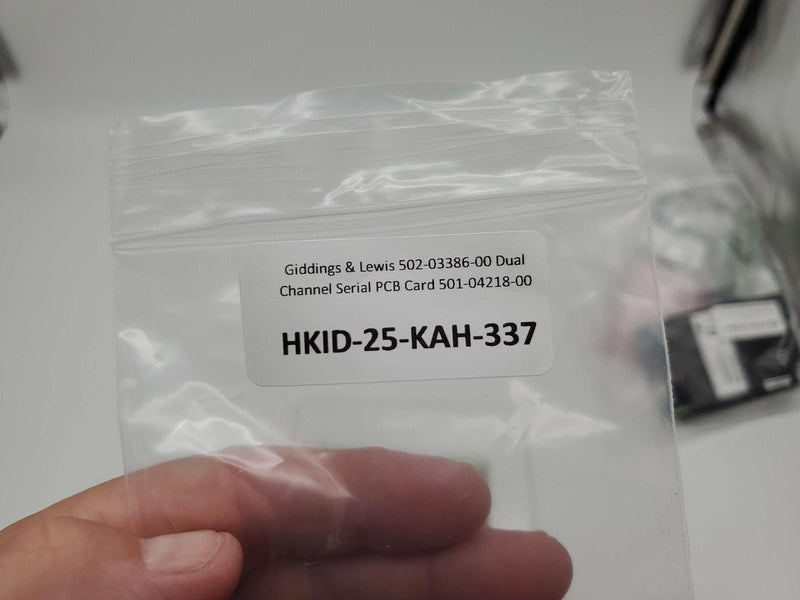 Giddings & Lewis 502-03386-00 Dual
Channel Serial PCB Card 501-04218-00
HKID-25-KAH-337